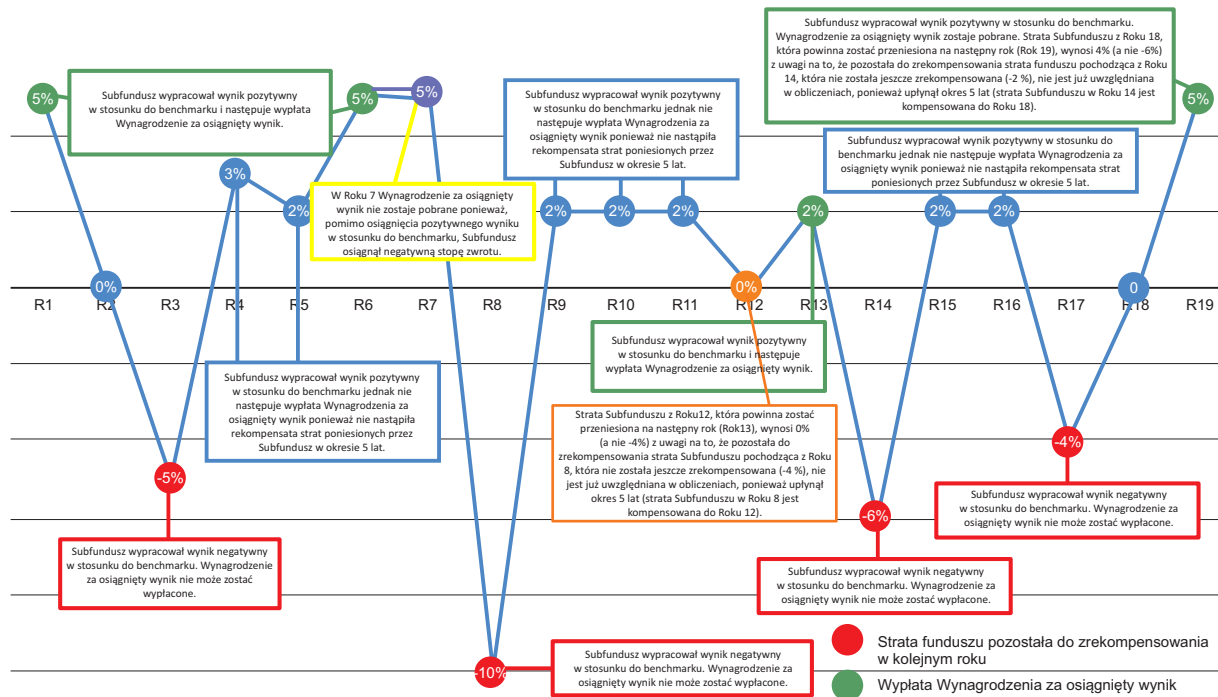 Subfundusz wypracował wynik pozytywny w stosunku do benchmarku.
Wynagrodzenie za osiągnięty wynik zostaje pobrane. Strata Subfunduszu z Roku 18,
która powinna zostać przeniesiona na następny rok (Rok 19), wynosi 4% (a nie -6%)
z uwagi na to, że pozostała do zrekompensowania strata funduszu pochodząca z Roku
14, która nie została jeszcze zrekompensowana (-2 %), nie jest już uwzględniana
w obliczeniach, ponieważ upłynął okres 5 lat (strata Subfunduszu w Roku 14 jest
kompensowana do Roku 18).
Subfundusz wypracował wynik pozytywny
w stosunku do benchmarku i następuje wypłata
Wynagrodzenie za osiągnięty wynik.
Subfundusz wypracował wynik pozytywny
w stosunku do benchmarku jednak nie
następuje wypłata Wynagrodzenia za
osiągnięty wynik ponieważ nie nastąpiła
rekompensata strat poniesionych przez
Subfundusz w okresie 5 lat.
Subfundusz wypracował wynik pozytywny w stosunku do
benchmarku jednak nie następuje wypłata Wynagrodzenia za
osiągnięty wynik ponieważ nie nastąpiła rekompensata strat
poniesionych przez Subfundusz w okresie 5 lat.
W Roku 7 Wynagrodzenie za osiągnięty
wynik nie zostaje pobrane ponieważ,
pomimo osiągnięcia pozytywnego wyniku
w stosunku do benchmarku, Subfundusz
osiągnął negatywną stopę zwrotu.
5%
0%
-5%
3%
2%
5%
5%
-10%
2%
2%
2%
0%
2%
-6%
2%
2%
-4%
0
5%
R1
R2
R3
R4
R5
R6
R7
R8
R9
R10
R11
R12
R13
R14
R15
R16
R17
R18
R19
Subfundusz wypracował wynik pozytywny
w stosunku do benchmarku i następuje
wypłata Wynagrodzenie za osiągnięty wynik.
Subfundusz wypracował wynik pozytywny
w stosunku do benchmarku jednak nie
następuje wypłata Wynagrodzenia za
osiągnięty wynik ponieważ nie nastąpiła
rekompensata strat poniesionych przez
Subfundusz w okresie 5 lat.
Strata Subfunduszu z Roku12, która powinna zostać
przeniesiona na następny rok (Rok13), wynosi 0%
(a nie -4%) z uwagi na to, że pozostała do
zrekompensowania strata Subfunduszu pochodząca z Roku
8, która nie została jeszcze zrekompensowana (-4 %), nie
jest już uwzględniana w obliczeniach, ponieważ upłynął
okres 5 lat (strata Subfunduszu w Roku 8 jest
kompensowana do Roku 12).
Subfundusz wypracował wynik negatywny
w stosunku do benchmarku. Wynagrodzenie za
osiągnięty wynik nie może zostać wypłacone.
Subfundusz wypracował wynik negatywny
w stosunku do benchmarku. Wynagrodzenie
za osiągnięty wynik nie może zostać
wypłacone.
Subfundusz wypracował wynik negatywny
w stosunku do benchmarku. Wynagrodzenie za
osiągnięty wynik nie może zostać wypłacone.
Subfundusz wypracował wynik negatywny
w stosunku do benchmarku. Wynagrodzenie za
osiągnięty wynik nie może zostać wypłacone.
Strata funduszu pozostała do zrekompensowania
w kolejnym roku
Wypłata Wynagrodzenia za osiągnięty wynik